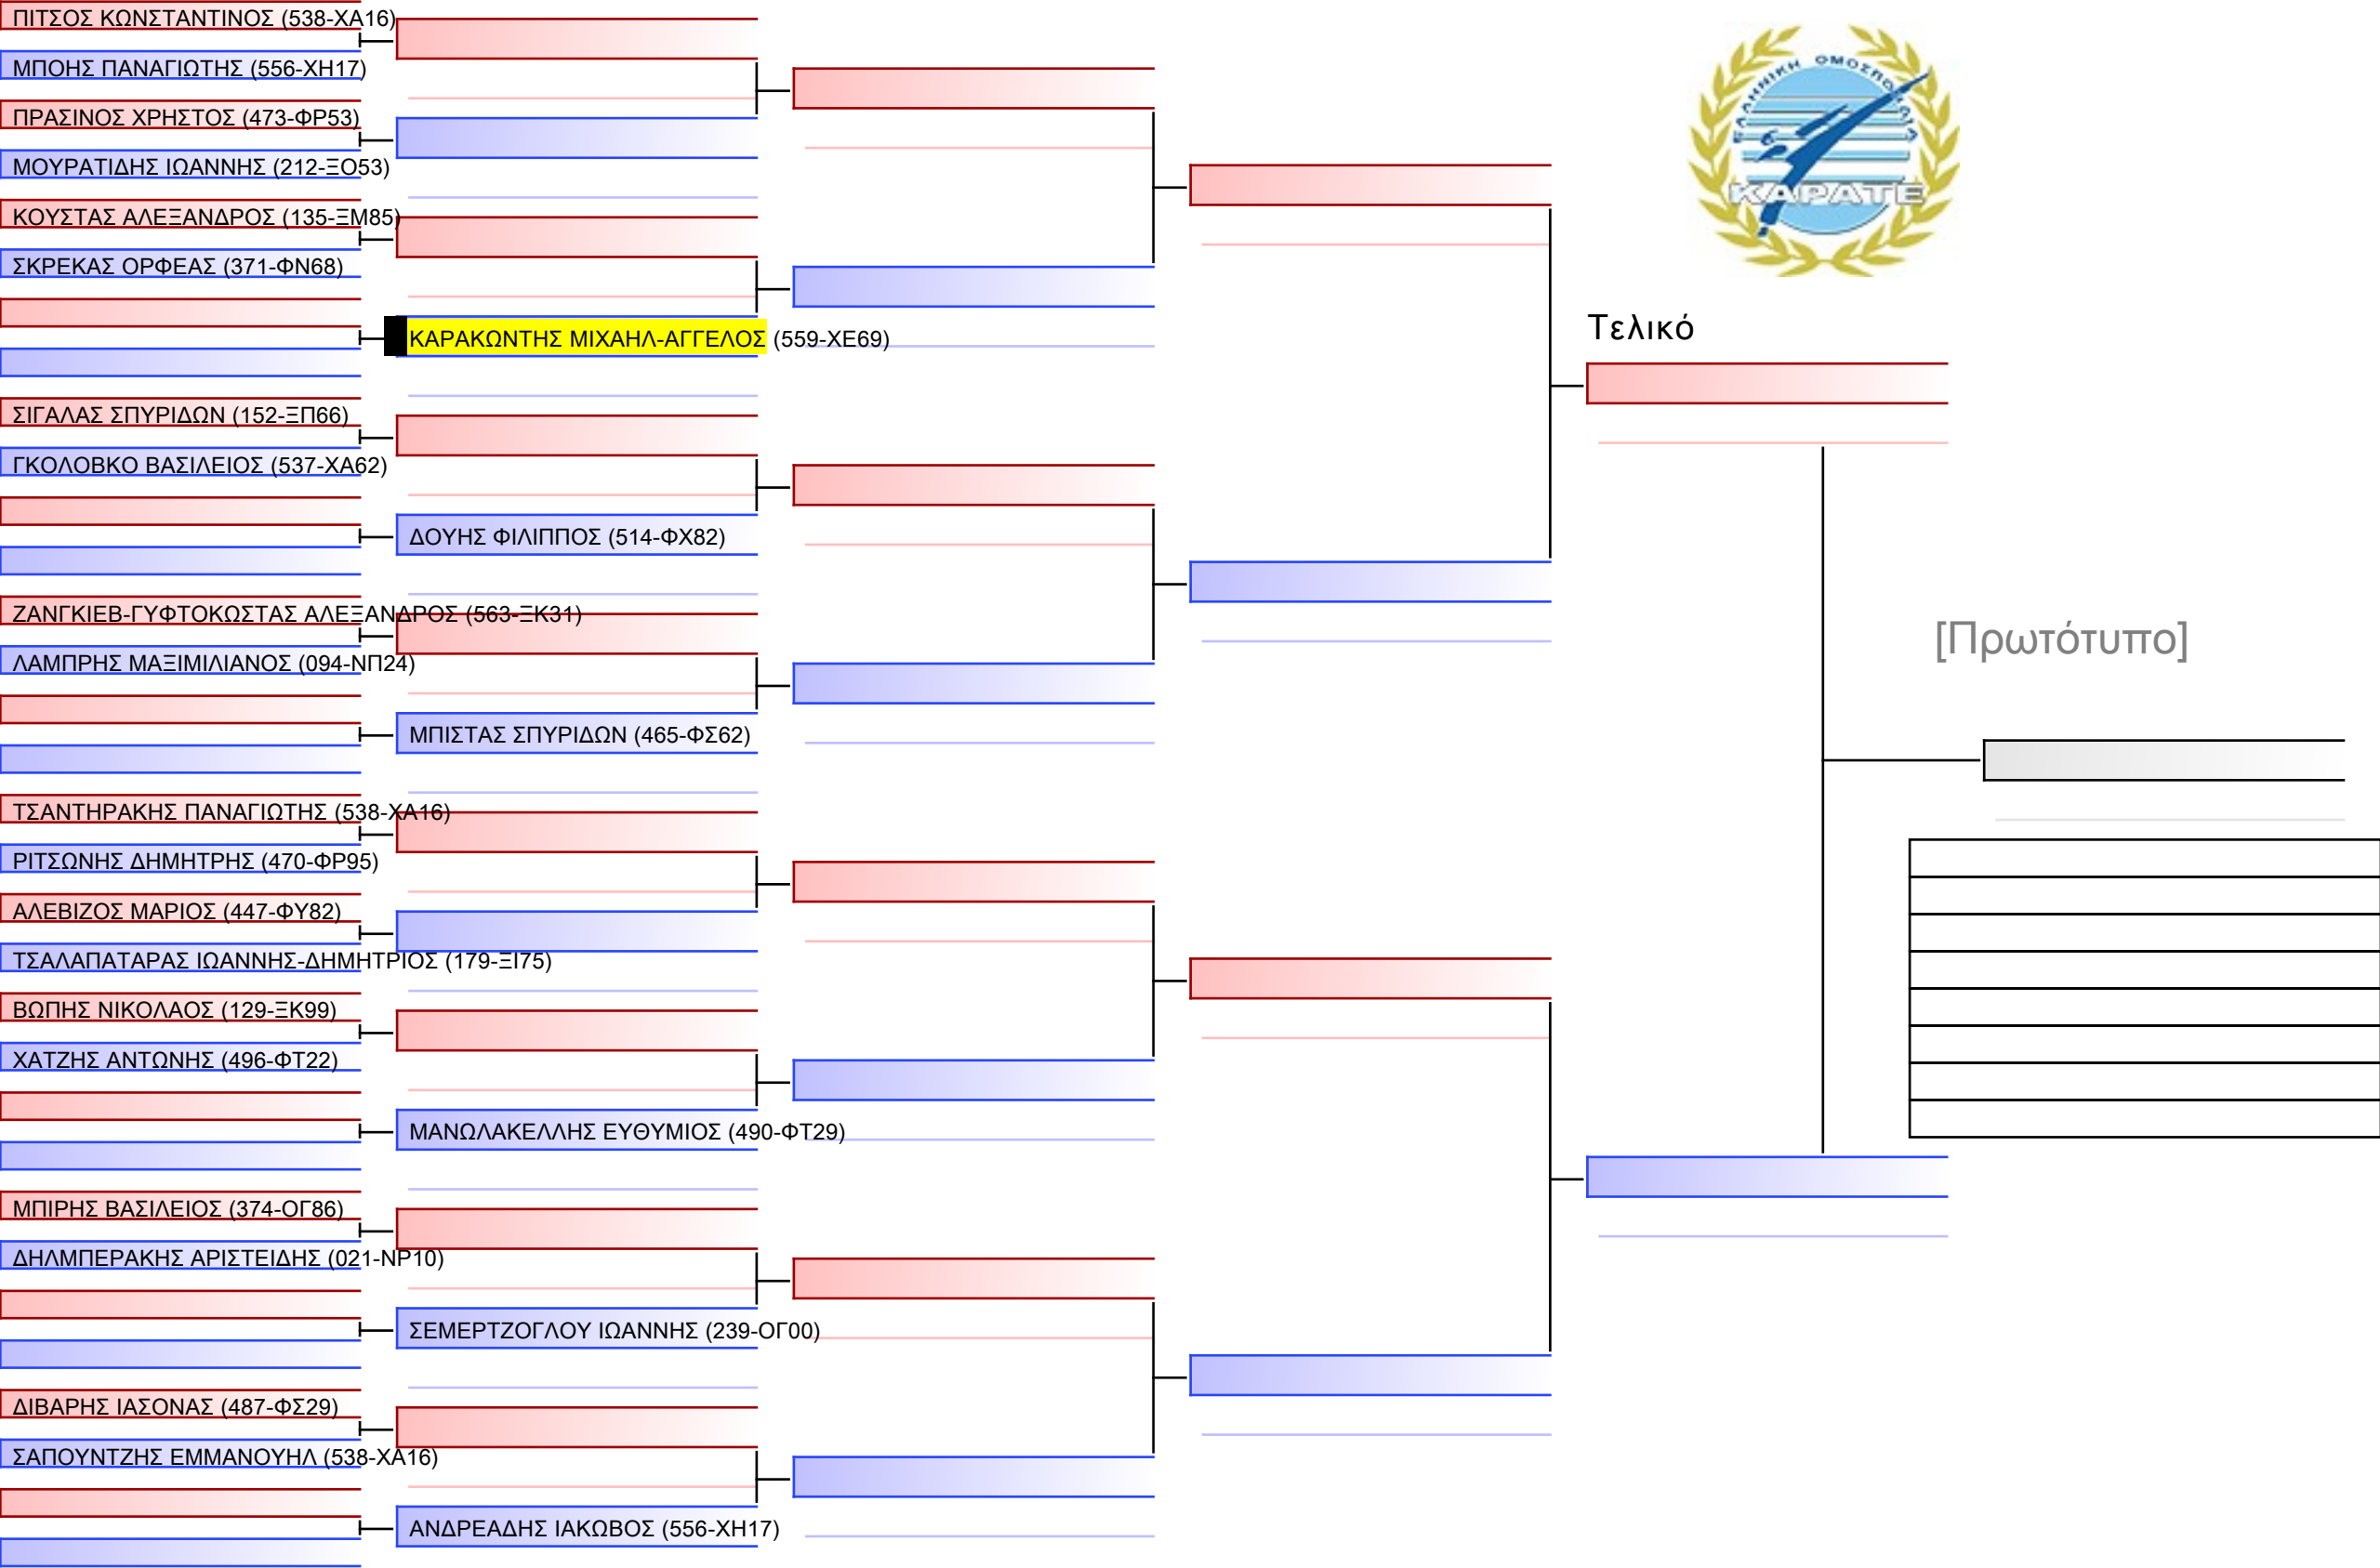 ΠΙΤΣΟΣ ΚΩΝΣΤΑΝΤΙΝΟΣ (538-ΧΑ16)
ΜΠΟΗΣ ΠΑΝΑΓΙΩΤΗΣ (556-ΧΗ17)
ΠΡΑΣΙΝΟΣ ΧΡΗΣΤΟΣ (473-ΦΡ53)
ΜΟΥΡΑΤΙΔΗΣ ΙΩΑΝΝΗΣ (212-ΞΟ53)
ΚΟΥΣΤΑΣ ΑΛΕΞΑΝΔΡΟΣ (135-ΞΜ85)
ΣΚΡΕΚΑΣ ΟΡΦΕΑΣ (371-ΦΝ68)
ΚΑΡΑΚΩΝΤΗΣ ΜΙΧΑΗΛ-ΑΓΓΕΛΟΣ (559-ΧΕ69)
ΣΙΓΑΛΑΣ ΣΠΥΡΙΔΩΝ (152-ΞΠ66)
ΓΚΟΛΟΒΚΟ ΒΑΣΙΛΕΙΟΣ (537-ΧΑ62)
ΔΟΥΗΣ ΦΙΛΙΠΠΟΣ (514-ΦΧ82)
ΖΑΝΓΚΙΕΒ-ΓΥΦΤΟΚΩΣΤΑΣ ΑΛΕΞΑΝΔΡΟΣ (563-ΞΚ31)
ΛΑΜΠΡΗΣ ΜΑΞΙΜΙΛΙΑΝΟΣ (094-ΝΠ24)
ΜΠΙΣΤΑΣ ΣΠΥΡΙΔΩΝ (465-ΦΣ62)
ΤΣΑΝΤΗΡΑΚΗΣ ΠΑΝΑΓΙΩΤΗΣ (538-ΧΑ16)
ΡΙΤΣΩΝΗΣ ΔΗΜΗΤΡΗΣ (470-ΦΡ95)
ΑΛΕΒΙΖΟΣ ΜΑΡΙΟΣ (447-ΦΥ82)
ΤΣΑΛΑΠΑΤΑΡΑΣ ΙΩΑΝΝΗΣ-ΔΗΜΗΤΡΙΟΣ (179-ΞΙ75)
ΒΩΠΗΣ ΝΙΚΟΛΑΟΣ (129-ΞΚ99)
ΧΑΤΖΗΣ ΑΝΤΩΝΗΣ (496-ΦΤ22)
ΜΑΝΩΛΑΚΕΛΛΗΣ ΕΥΘΥΜΙΟΣ (490-ΦΤ29)
ΜΠΙΡΗΣ ΒΑΣΙΛΕΙΟΣ (374-ΟΓ86)
ΔΗΛΜΠΕΡΑΚΗΣ ΑΡΙΣΤΕΙΔΗΣ (021-ΝΡ10)
ΣΕΜΕΡΤΖΟΓΛΟΥ ΙΩΑΝΝΗΣ (239-ΟΓ00)
ΔΙΒΑΡΗΣ ΙΑΣΟΝΑΣ (487-ΦΣ29)
ΣΑΠΟΥΝΤΖΗΣ ΕΜΜΑΝΟΥΗΛ (538-ΧΑ16)
ΑΝΔΡΕΑΔΗΣ ΙΑΚΩΒΟΣ (556-ΧΗ17)
ΕΛΛΗΝΙΚΗ ΟΜΟΣΠΟΝΔΙΑ
ΚΑΡΑΤΕ
Τελικό
[Πρωτότυπο]